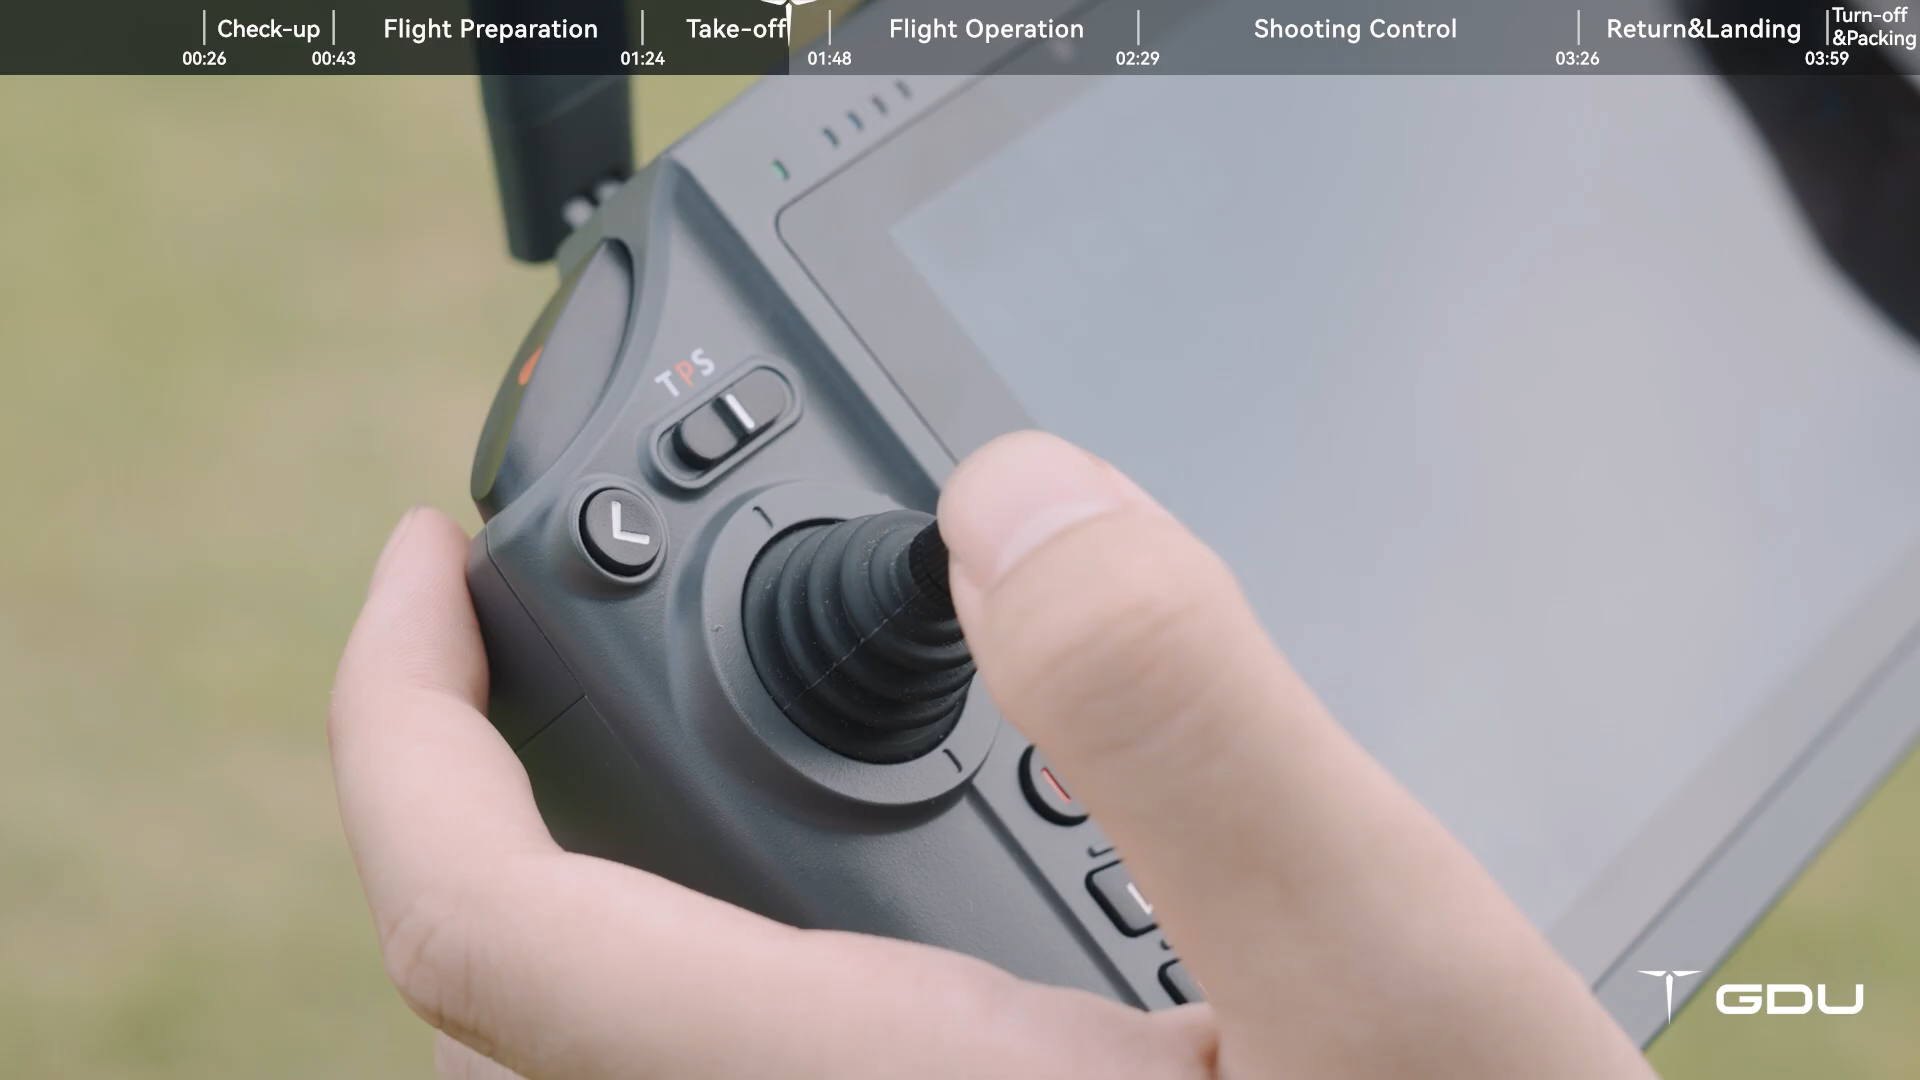 Check-up
Flight Preparation
Take-off
Flight Operation
Shooting Control
Return&Landing
Turn-off
&Packing
00:26
00:43
01:24
01:48
02:29
03:26
03:59
TPS
GDU